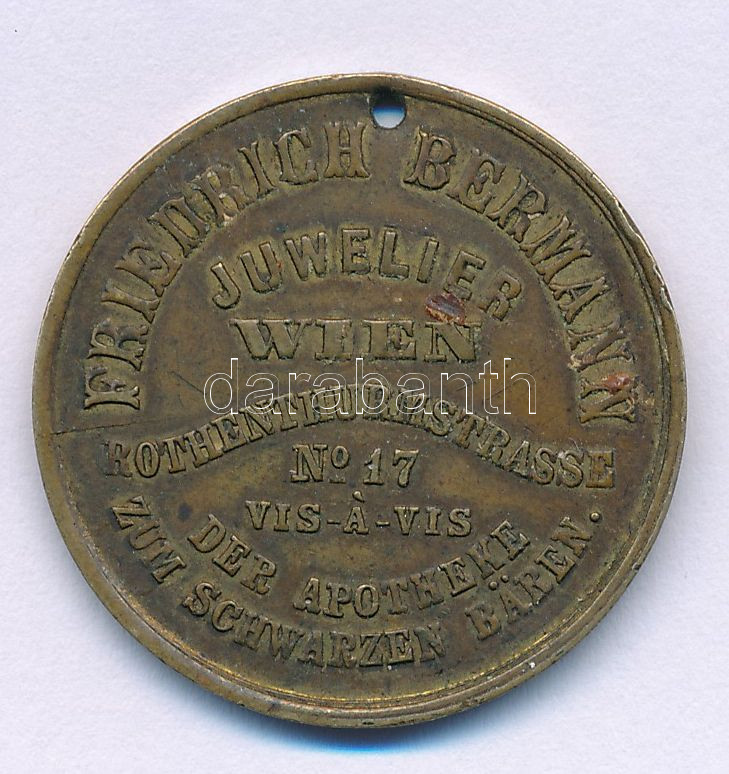 FRIEDRICH BERMANN
JUWELIER
WIEN
darabanth
ROTHENTHURMSTRASSE
No 17
VIS-À-VIS
DER APOTHEKE
ZUM SCHWARZEN BÄREN.